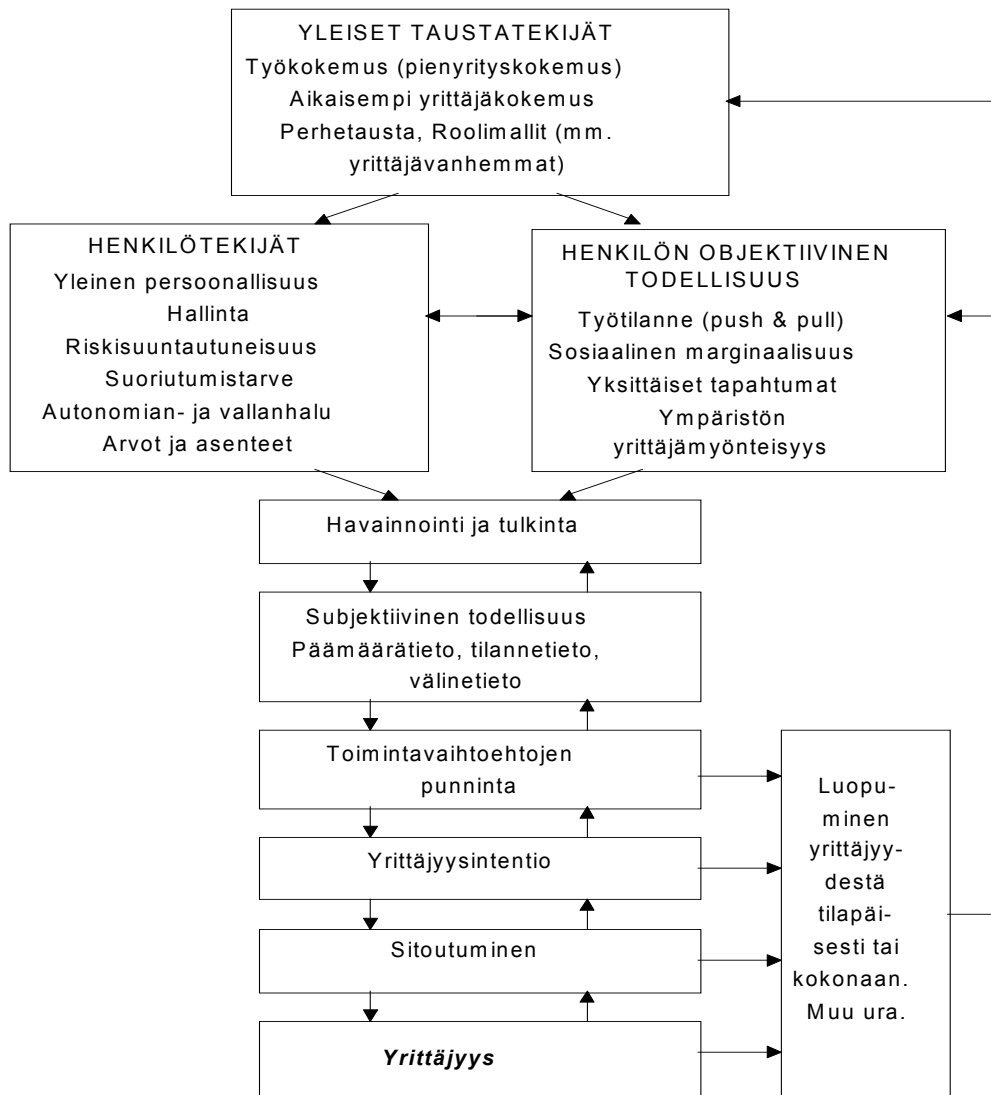 YLEISET TAUSTATEKIJÄT
Työkokemus (pienyrityskokemus)
Aikaisempi yrittäjäkokemus
Perhetausta, Roolimallit (mm.
yrittäjävanhemmat)
HENKILÖTEKIJÄT
Yleinen persoonallisuus
Hallinta
Riskisuuntautuneisuus
Suoriutumistarve
Autonomian- ja vallanhalu
Arvot ja asenteet
HENKILÖN OBJEKTIIVINEN
TODELLISUUS
Työtilanne (push & pull)
Sosiaalinen marginaalisuus
Yksittäiset tapahtumat
Ympäristön
yrittäjämyönteisyys
Havainnointi ja tulkinta
Subjektiivinen todellisuus
Päämäärätieto, tilannetieto,
välinetieto
Toimintavaihtoehtojen
punninta
Yrittäjyysintentio
Sitoutuminen
Yrittäjyys
Luopu-
minen
yrittäjyy-
destä
tilapäi-
sesti tai
kokonaan.
Muu ura.